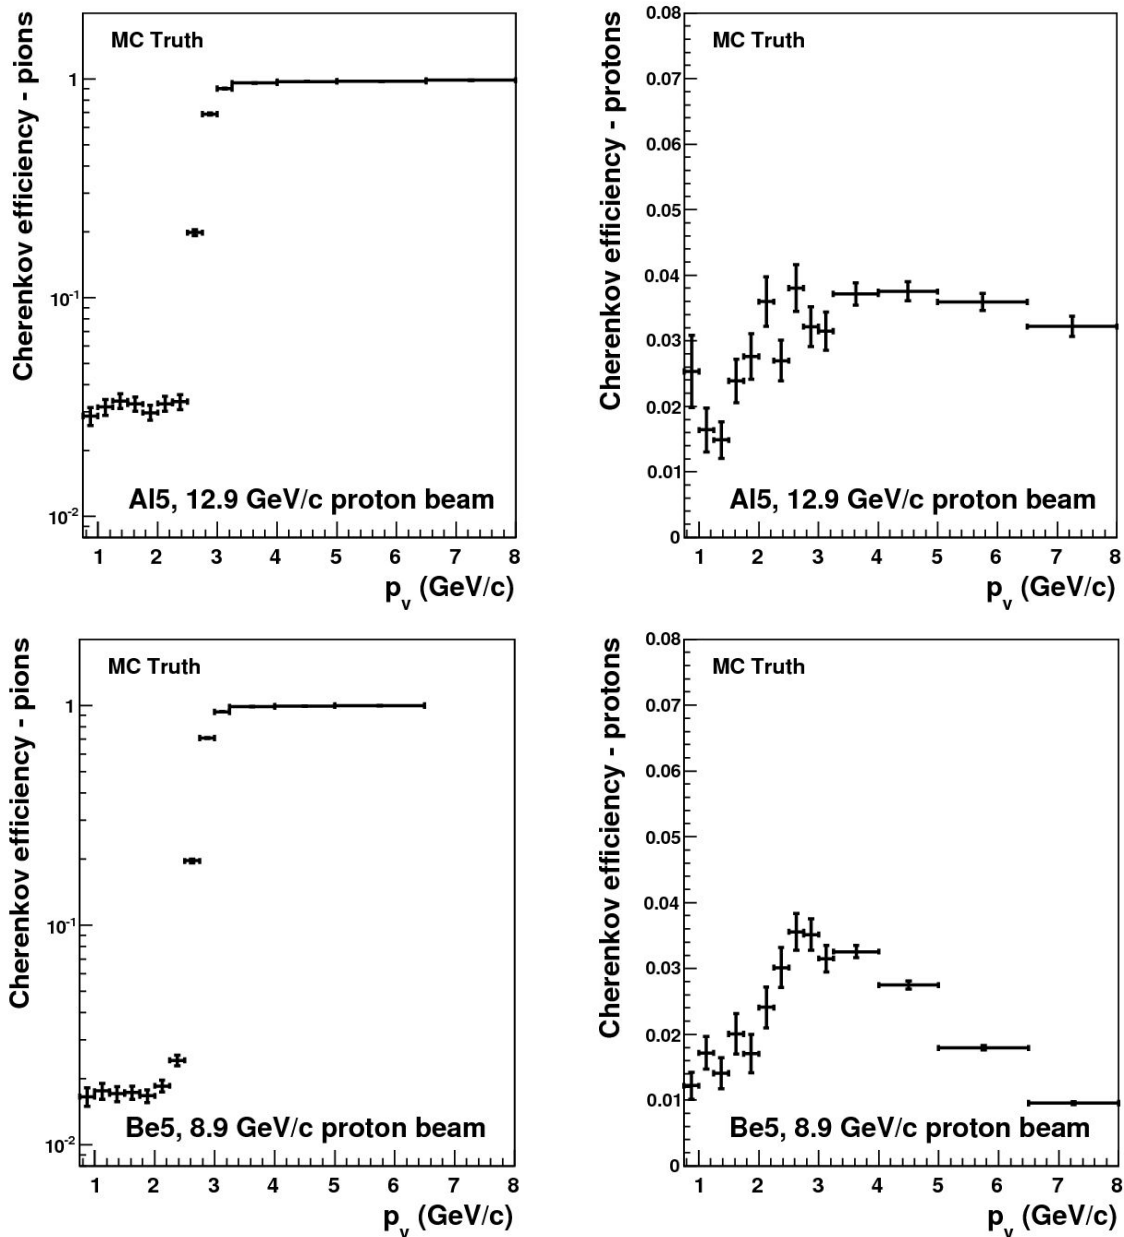 Cherenkov efficiency - pions
MC Truth
1
10-1
10-2
Al5, 12.9 GeV/c proton beam
1 2 3 4 5 6 7 8
pv (GeV/c)
Cherenkov efficiency - protons
MC Truth
0.08
0.07
0.06
0.05
0.04
0.03
0.02
0.01
0
Al5, 12.9 GeV/c proton beam
1 2 3 4 5 6 7 8
pv (GeV/c)
Cherenkov efficiency - pions
MC Truth
1
10-1
10-2
Be5, 8.9 GeV/c proton beam
1 2 3 4 5 6 7 8
pv (GeV/c)
Cherenkov efficiency - protons
MC Truth
0.08
0.07
0.06
0.05
0.04
0.03
0.02
0.01
0
Be5, 8.9 GeV/c proton beam
1 2 3 4 5 6 7 8
pv (GeV/c)